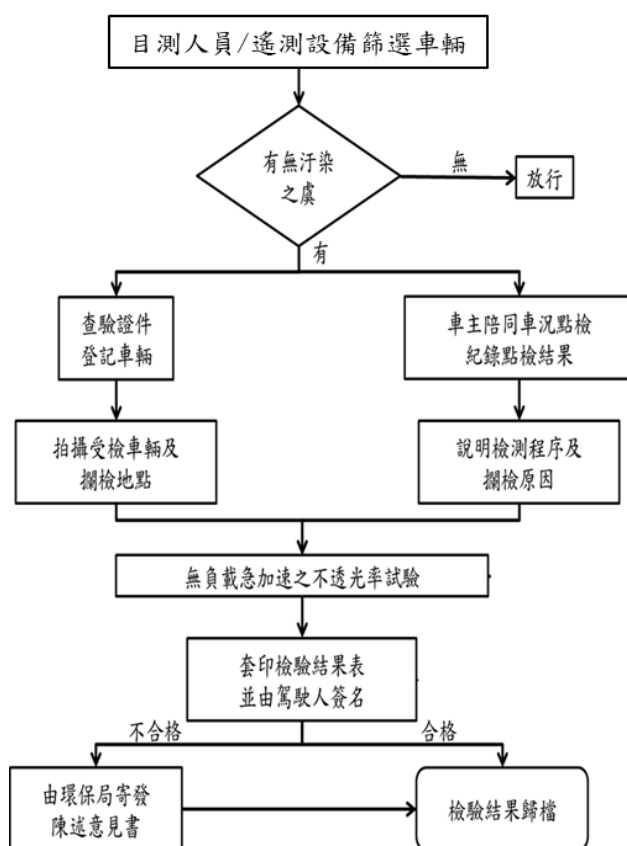 目測人員/遙測設備篩選車輛
有無汙染
之虞
無
放行
有
查驗證件
登記車輛
車主陪同車況點檢
紀錄點檢結果
拍攝受檢車輛及
攔檢地點
說明檢測程序及
攔檢原因
無負載急加速之不透光率試驗
套印檢驗結果表
並由駕駛人簽名
不合格
合格
由環保局寄發
陳述意見書
檢驗結果歸檔